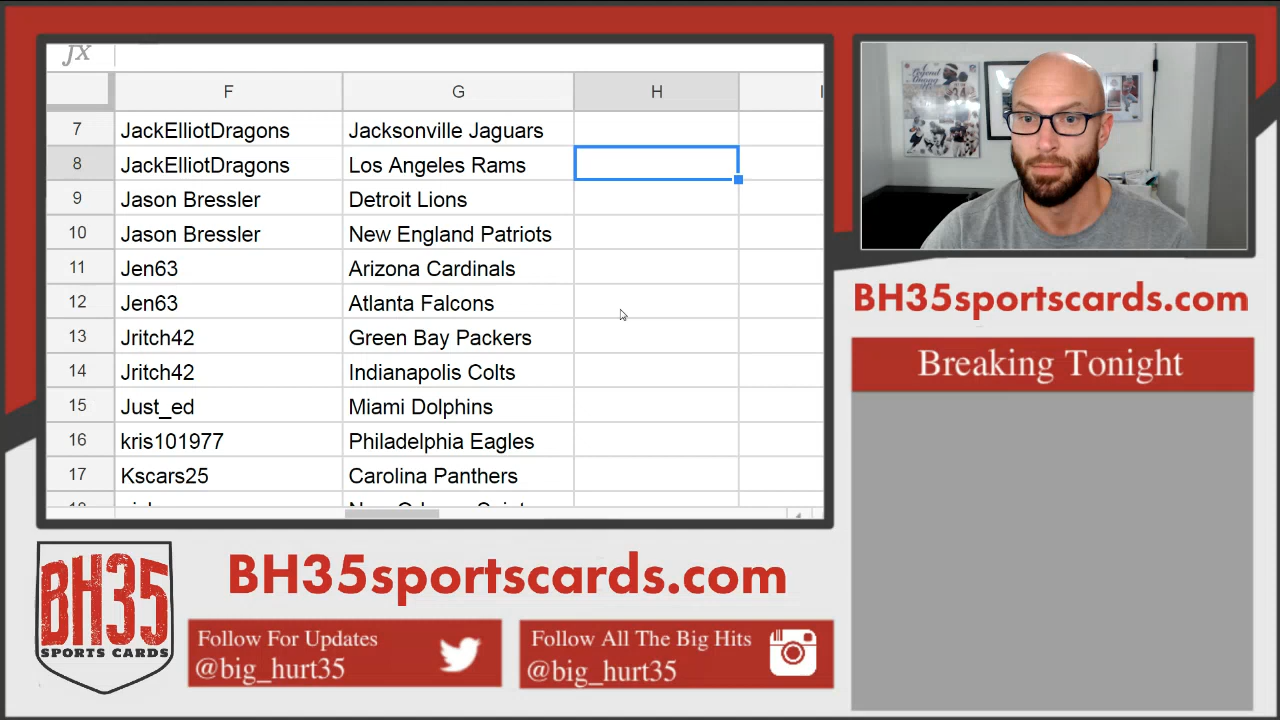 fx
F G H
7 JackElliotDragons Jacksonville Jaguars
8 JackElliotDragons Los Angeles Rams
9 Jason Bressler Detroit Lions
10 Jason Bressler New England Patriots
11 Jen63 Arizona Cardinals
12 Jen63 Atlanta Falcons
13 Jritch42 Green Bay Packers
14 Jritch42 Indianapolis Colts
15 Just_ed Miami Dolphins
16 kris101977 Philadelphia Eagles
17 Kscars25 Carolina Panthers
BH35sportscards.com
Breaking Tonight
BH35
SPORTS CARDS
BH35sportscards.com
Follow For Updates
@big_hurt35
Follow All The Big Hits
@big_hurt35